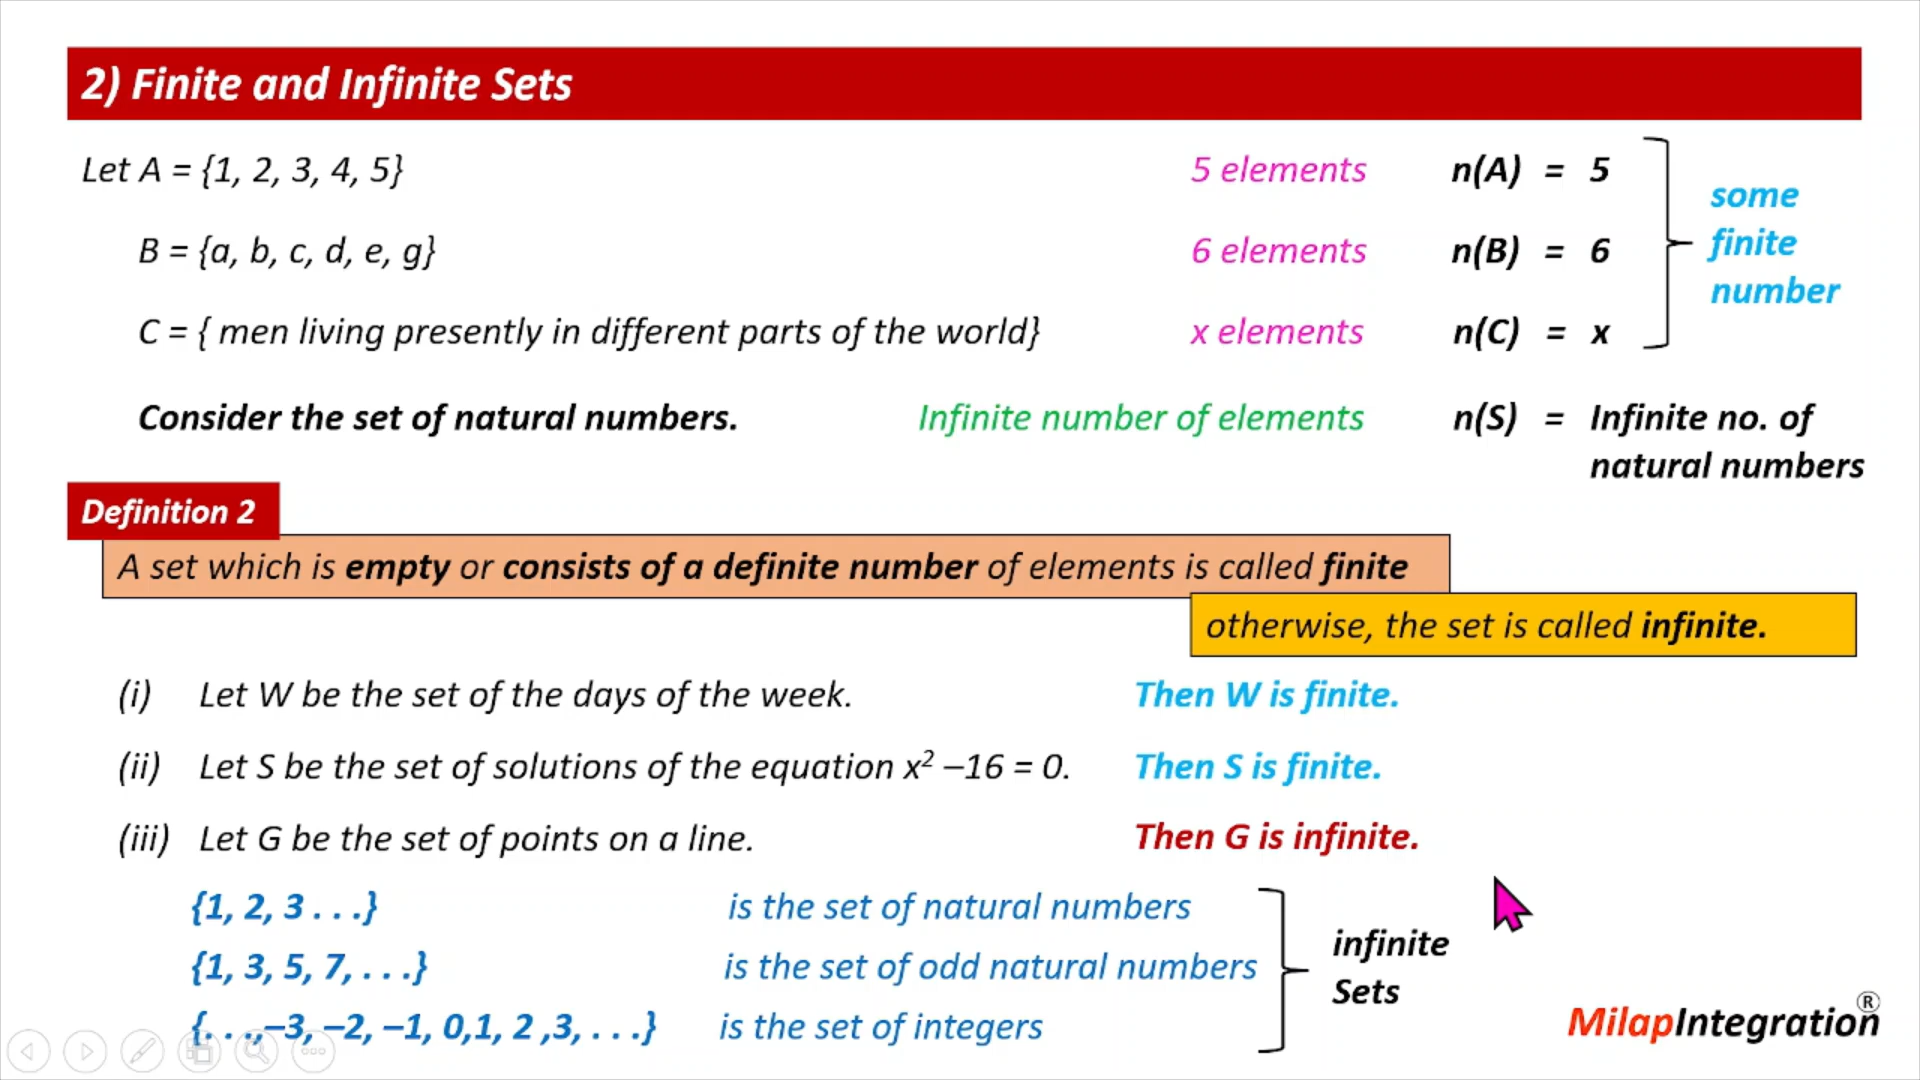 2) Finite and Infinite Sets
Let A = {1, 2, 3, 4, 5} 5 elements n(A) = 5
B = {a, b, c, d, e, g} 6 elements n(B) = 6
C = { men living presently in different parts of the world} x elements n(C) = x
some
finite
number
Consider the set of natural numbers. Infinite number of elements n(S) = Infinite no. of
natural numbers
Definition 2
A set which is empty or consists of a definite number of elements is called finite
otherwise, the set is called infinite.
(i) Let W be the set of the days of the week. Then W is finite.
(ii) Let S be the set of solutions of the equation x² –16 = 0. Then S is finite.
(iii) Let G be the set of points on a line. Then G is infinite.
{1, 2, 3 . . .} is the set of natural numbers
{1, 3, 5, 7, . . .} is the set of odd natural numbers
{. . ., –3, –2, –1, 0,1, 2 ,3, . . .} is the set of integers
infinite
Sets
MilapIntegration®